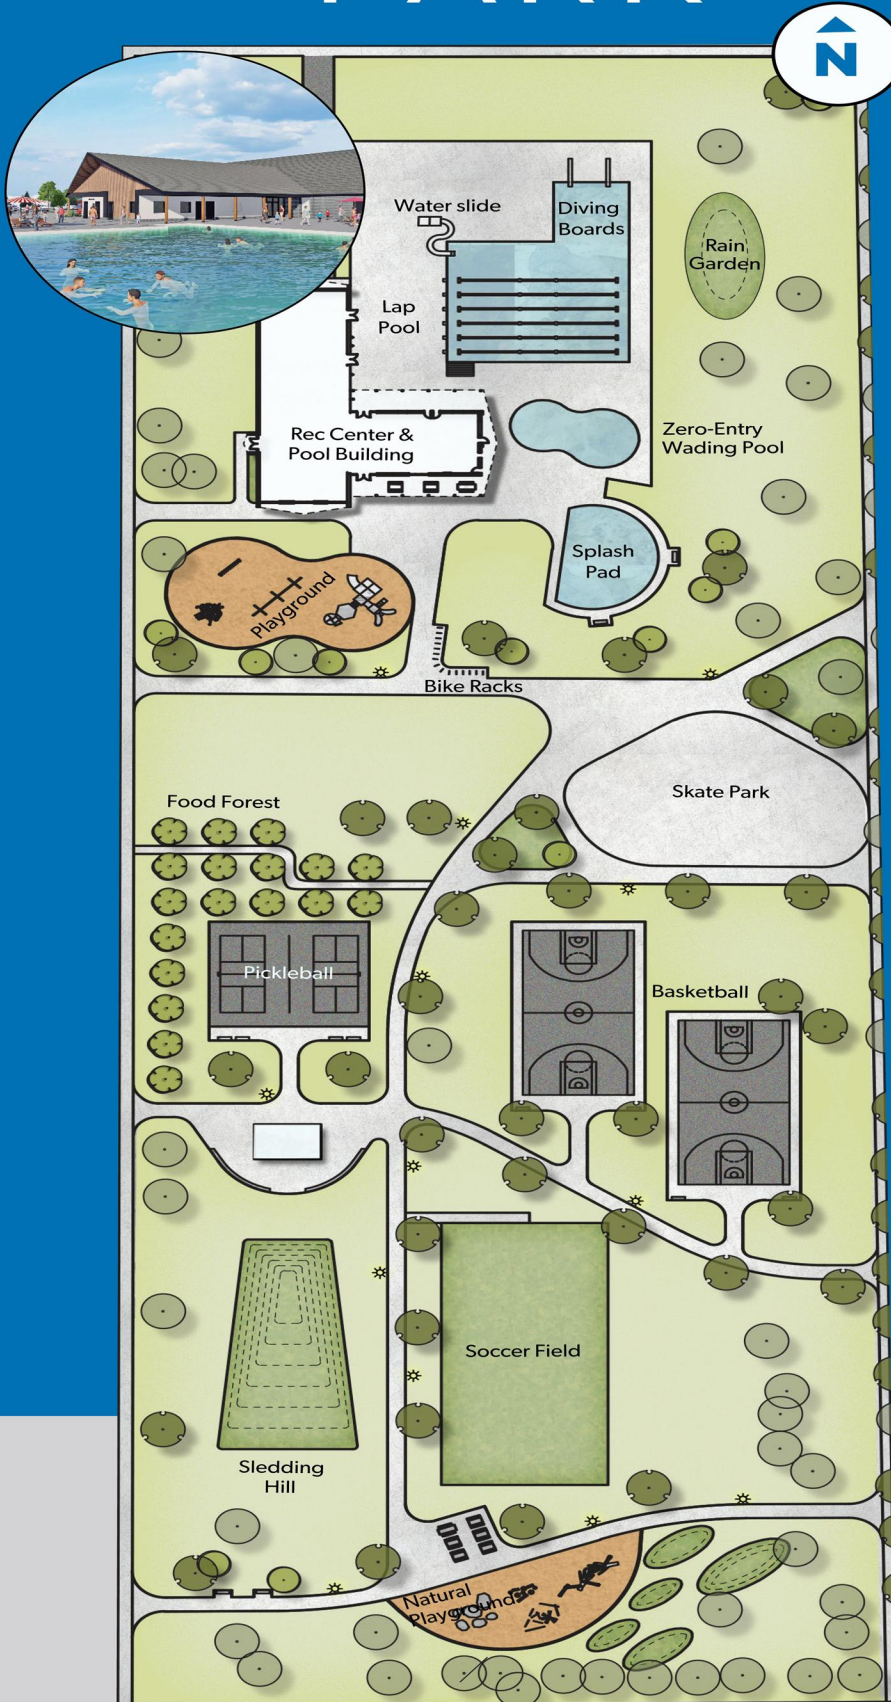 N
Water slide
Diving
Boards
Rain
Garden
Lap
Pool
Rec Center &
Pool Building
Zero-Entry
Wading Pool
Splash
Pad
Playground
Bike Racks
Skate Park
Food Forest
Pickleball
Basketball
Soccer Field
Sledding
Hill
Natural
Playground